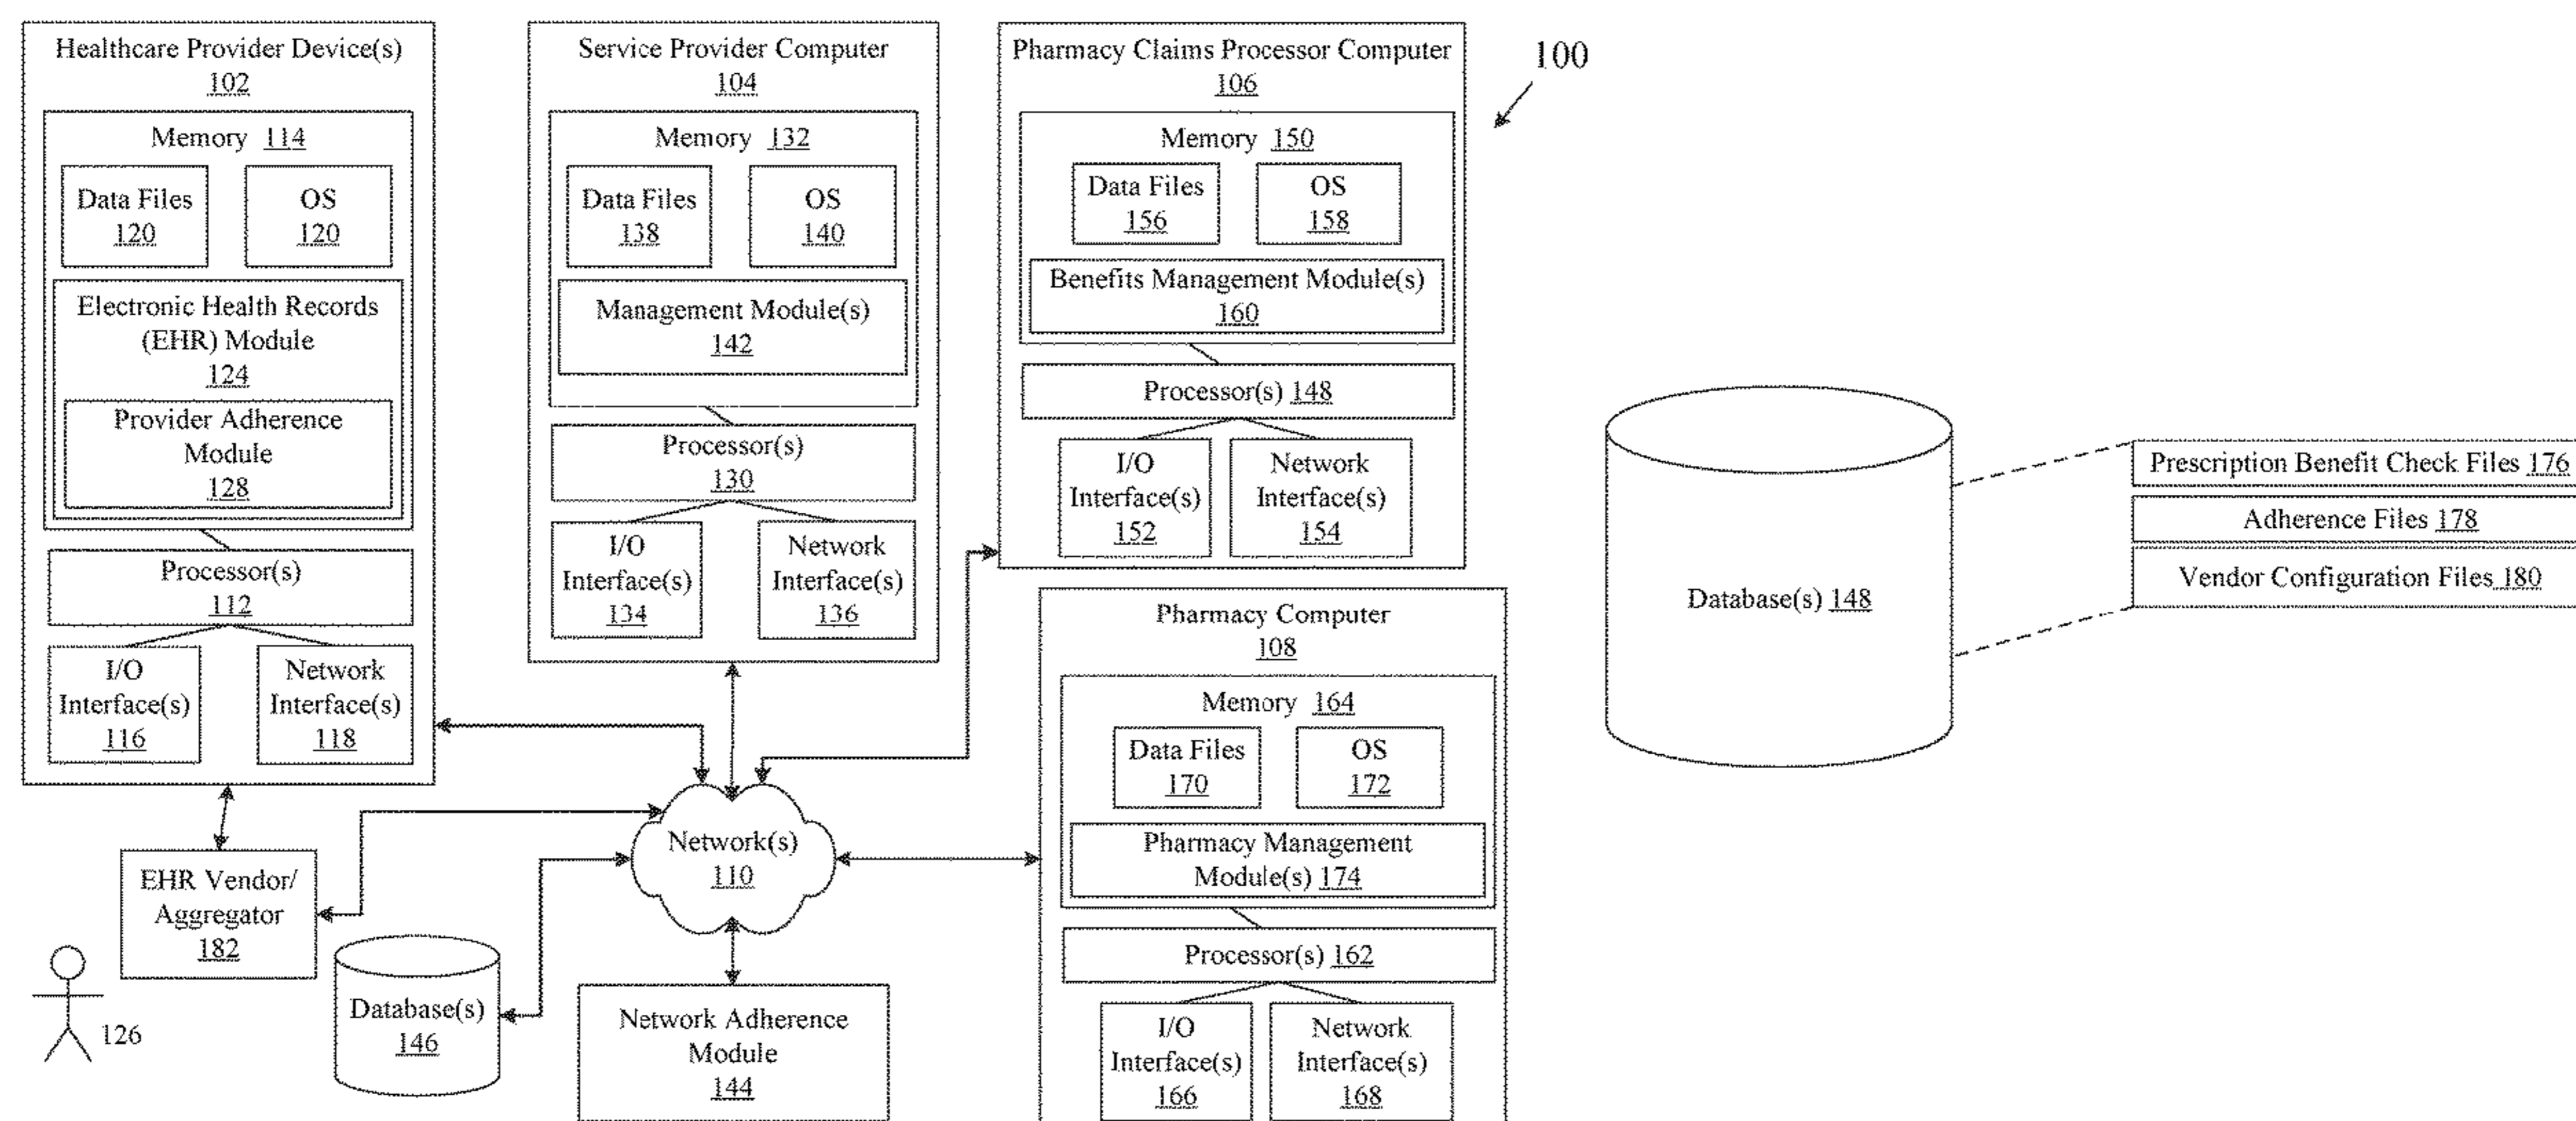 Healthcare Provider Device(s)
102
Memory 114
Data Files
120
OS
120
Electronic Health Records
(EHR) Module
124
Provider Adherence
Module
128
Processor(s)
112
I/O
Interface(s)
116
Network
Interface(s)
118
Service Provider Computer
104
Memory 132
Data Files
138
OS
140
Management Module(s)
142
Processor(s)
130
I/O
Interface(s)
134
Network
Interface(s)
136
Pharmacy Claims Processor Computer
106
Memory 150
Data Files
156
OS
158
Benefits Management Module(s)
160
Processor(s) 148
I/O
Interface(s)
152
Network
Interface(s)
154
100
Pharmacy Computer
108
Memory 164
Data Files
170
OS
172
Pharmacy Management
Module(s) 174
Processor(s) 162
I/O
Interface(s)
166
Network
Interface(s)
168
Database(s) 148
Prescription Benefit Check Files 176
Adherence Files 178
Vendor Configuration Files 180
EHR Vendor/
Aggregator
182
126
Database(s)
146
Network(s)
110
Network Adherence
Module
144